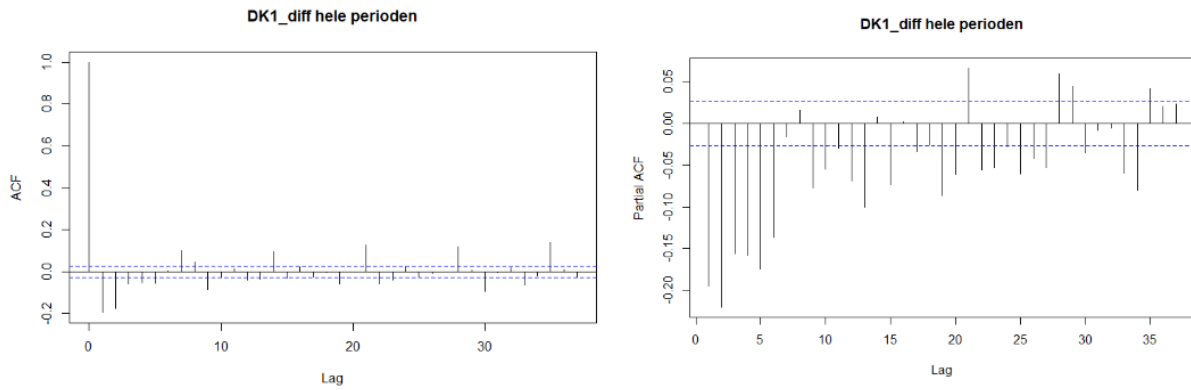 DK1_diff hele perioden
ACF
1.0
0.8
0.6
0.4
0.2
0.0
-0.2
0 10 20 30
Lag
DK1_diff hele perioden
Partial ACF
0.05
0.00
-0.05
-0.10
-0.15
-0.20
0 5 10 15 20 25 30 35
Lag